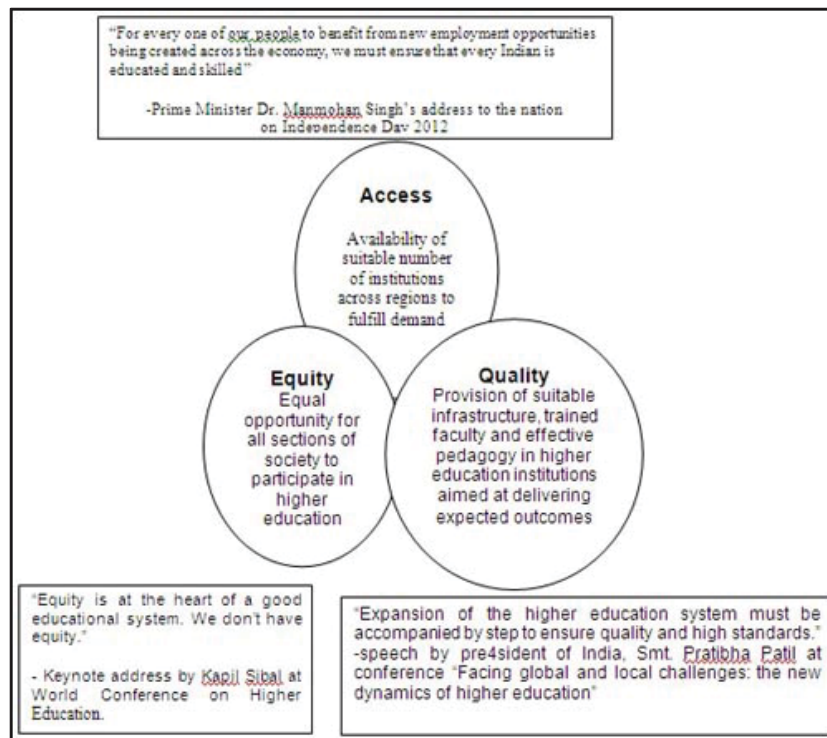 “For every one of our people to benefit from new employment opportunities
being created across the economy, we must ensure that every Indian is
educated and skilled”
-Prime Minister Dr. Manmohan Singh’s address to the nation
on Independence Day 2012
Access
Availability of
suitable number
of institutions
across regions to
fulfill demand
Equity
Equal
opportunity for
all sections of
society to
participate in
higher
education
Quality
Provision of suitable
infrastructure, trained
faculty and effective
pedagogy in higher
education institutions
aimed at delivering
expected outcomes
“Equity is at the heart of a good
educational system. We don't have
equity.”
- Keynote address by Kapil Sibal at
World Conference on Higher
Education.
“Expansion of the higher education system must be
accompanied by step to ensure quality and high standards.”
-speech by pre4sident of India, Smt. Pratibha Patil at
conference “Facing global and local challenges: the new
dynamics of higher education”